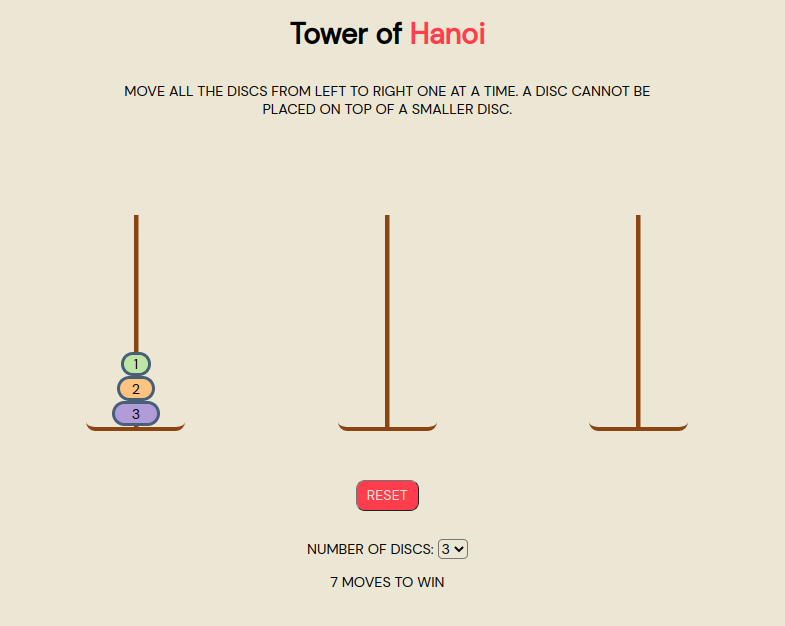 Tower of Hanoi
MOVE ALL THE DISCS FROM LEFT TO RIGHT ONE AT A TIME. A DISC CANNOT BE
PLACED ON TOP OF A SMALLER DISC.
1
2
3
RESET
NUMBER OF DISCS: 3
7 MOVES TO WIN